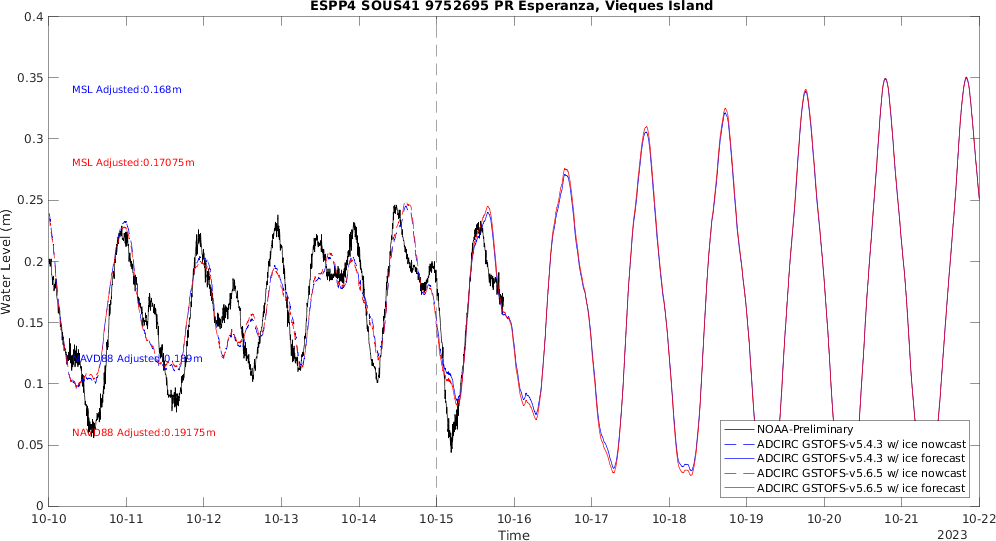 ESPP4 SOUS41 9752695 PR Esperanza, Vieques Island
0.4
0.35
0.3
0.25
0.2
0.15
0.1
0.05
0
Water Level (m)
MSL Adjusted:0.168m
MSL Adjusted:0.17075m
NAVD88 Adjusted:0.189m
NAVD88 Adjusted:0.19175m
NOAA-Preliminary
ADCIRC GSTOFS-v5.4.3 w/ ice nowcast
ADCIRC GSTOFS-v5.4.3 w/ ice forecast
ADCIRC GSTOFS-v5.6.5 w/ ice nowcast
ADCIRC GSTOFS-v5.6.5 w/ ice forecast
10-10 10-11 10-12 10-13 10-14 10-15 10-16 10-17 10-18 10-19 10-20 10-21 10-22
Time
2023